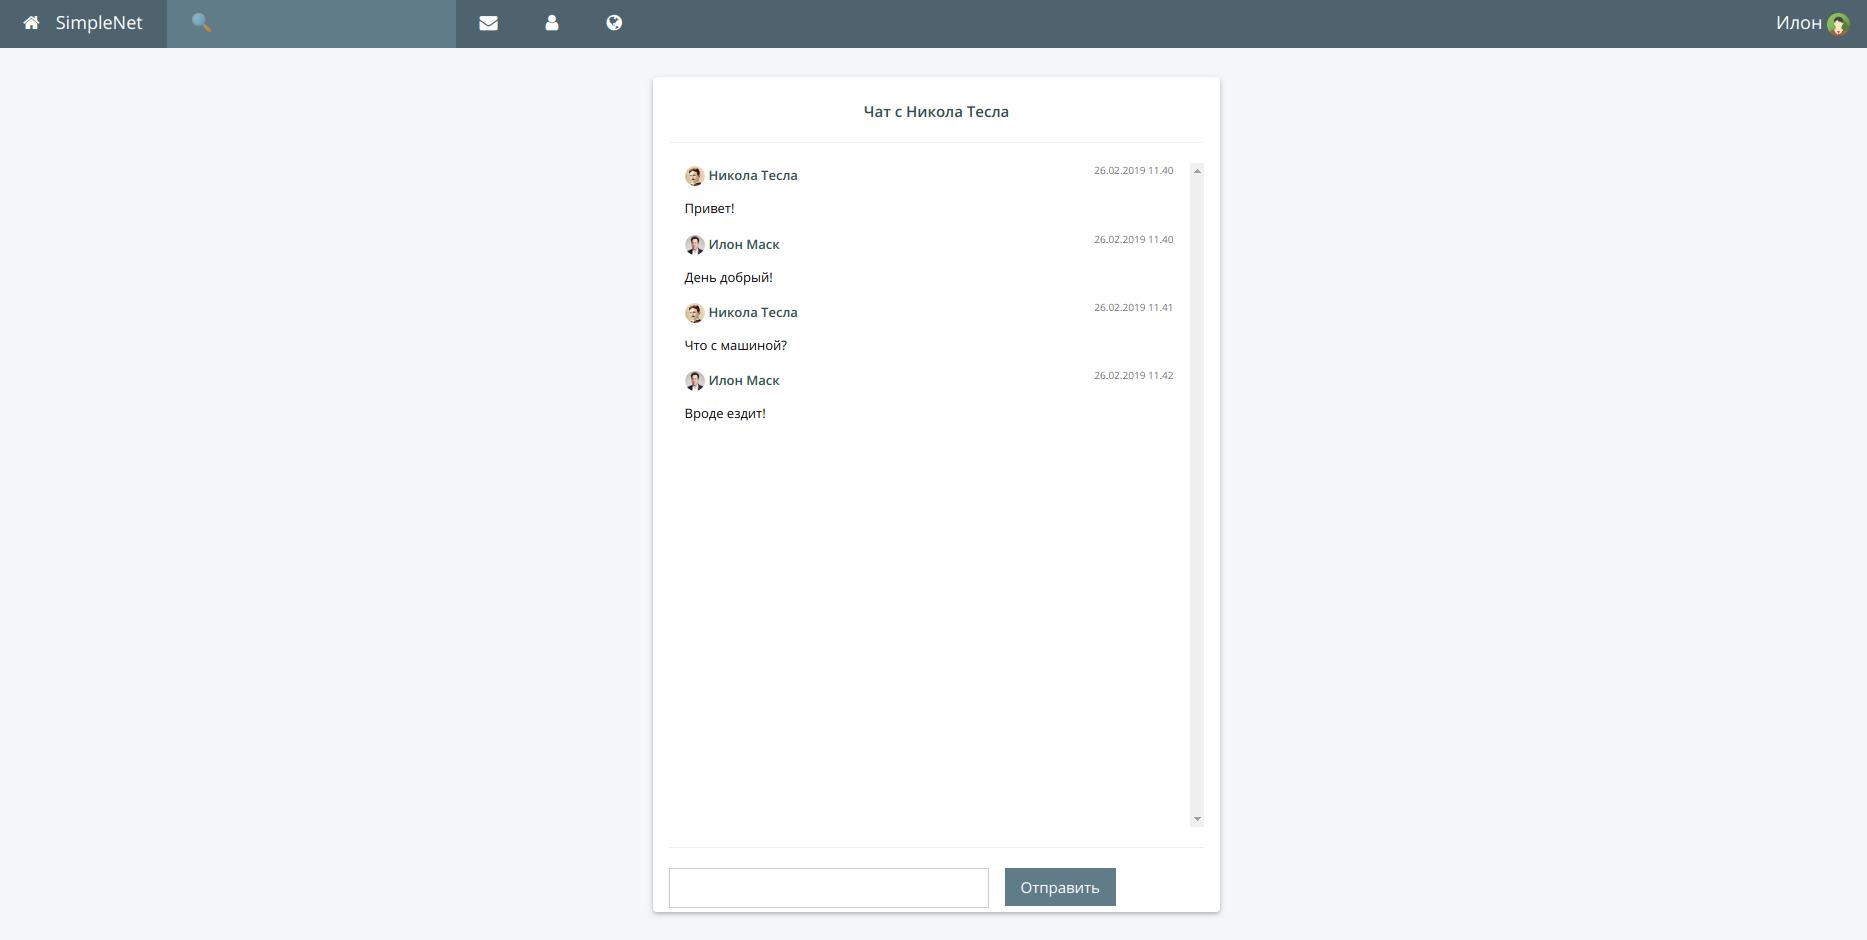 SimpleNet
Илон
Чат с Никола Тесла
Никола Тесла 26.02.2019 11.40
Привет!
Илон Маск 26.02.2019 11.40
День добрый!
Никола Тесла 26.02.2019 11.41
Что с машиной?
Илон Маск 26.02.2019 11.42
Вроде ездит!
Отправить